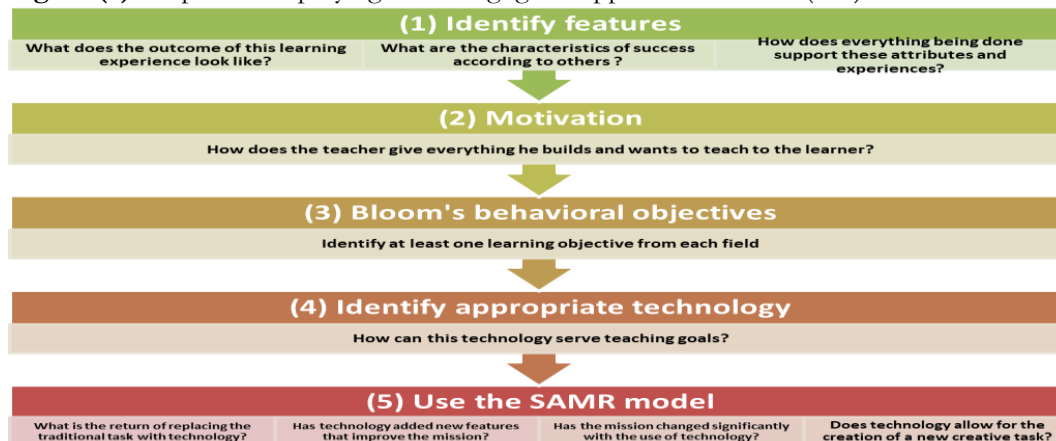 (1) Identify features
What does the outcome of this learning
experience look like?
What are the characteristics of success
according to others ?
How does everything being done
support these attributes and
experiences?
(2) Motivation
How does the teacher give everything he builds and wants to teach to the learner?
(3) Bloom's behavioral objectives
Identify at least one learning objective from each field
(4) Identify appropriate technology
How can this technology serve teaching goals?
(5) Use the SAMR model
What is the return of replacing the
traditional task with technology?
Has technology added new features
that improve the mission?
Has the mission changed significantly
with the use of technology?
Does technology allow for the
creation of a new creative task?